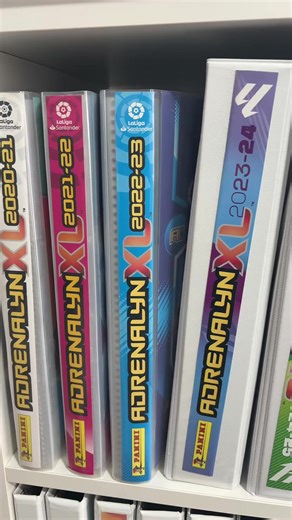 LaLiga
Santander
2020-21
ADRENALYN XL
PANINI
LaLiga
Santander
2021-22
ADRENALYN XL
PANINI
LaLiga
Santander
2022-23
ADRENALYN XL
PANINI
2023-24
ADRENALYN XL
PANINI